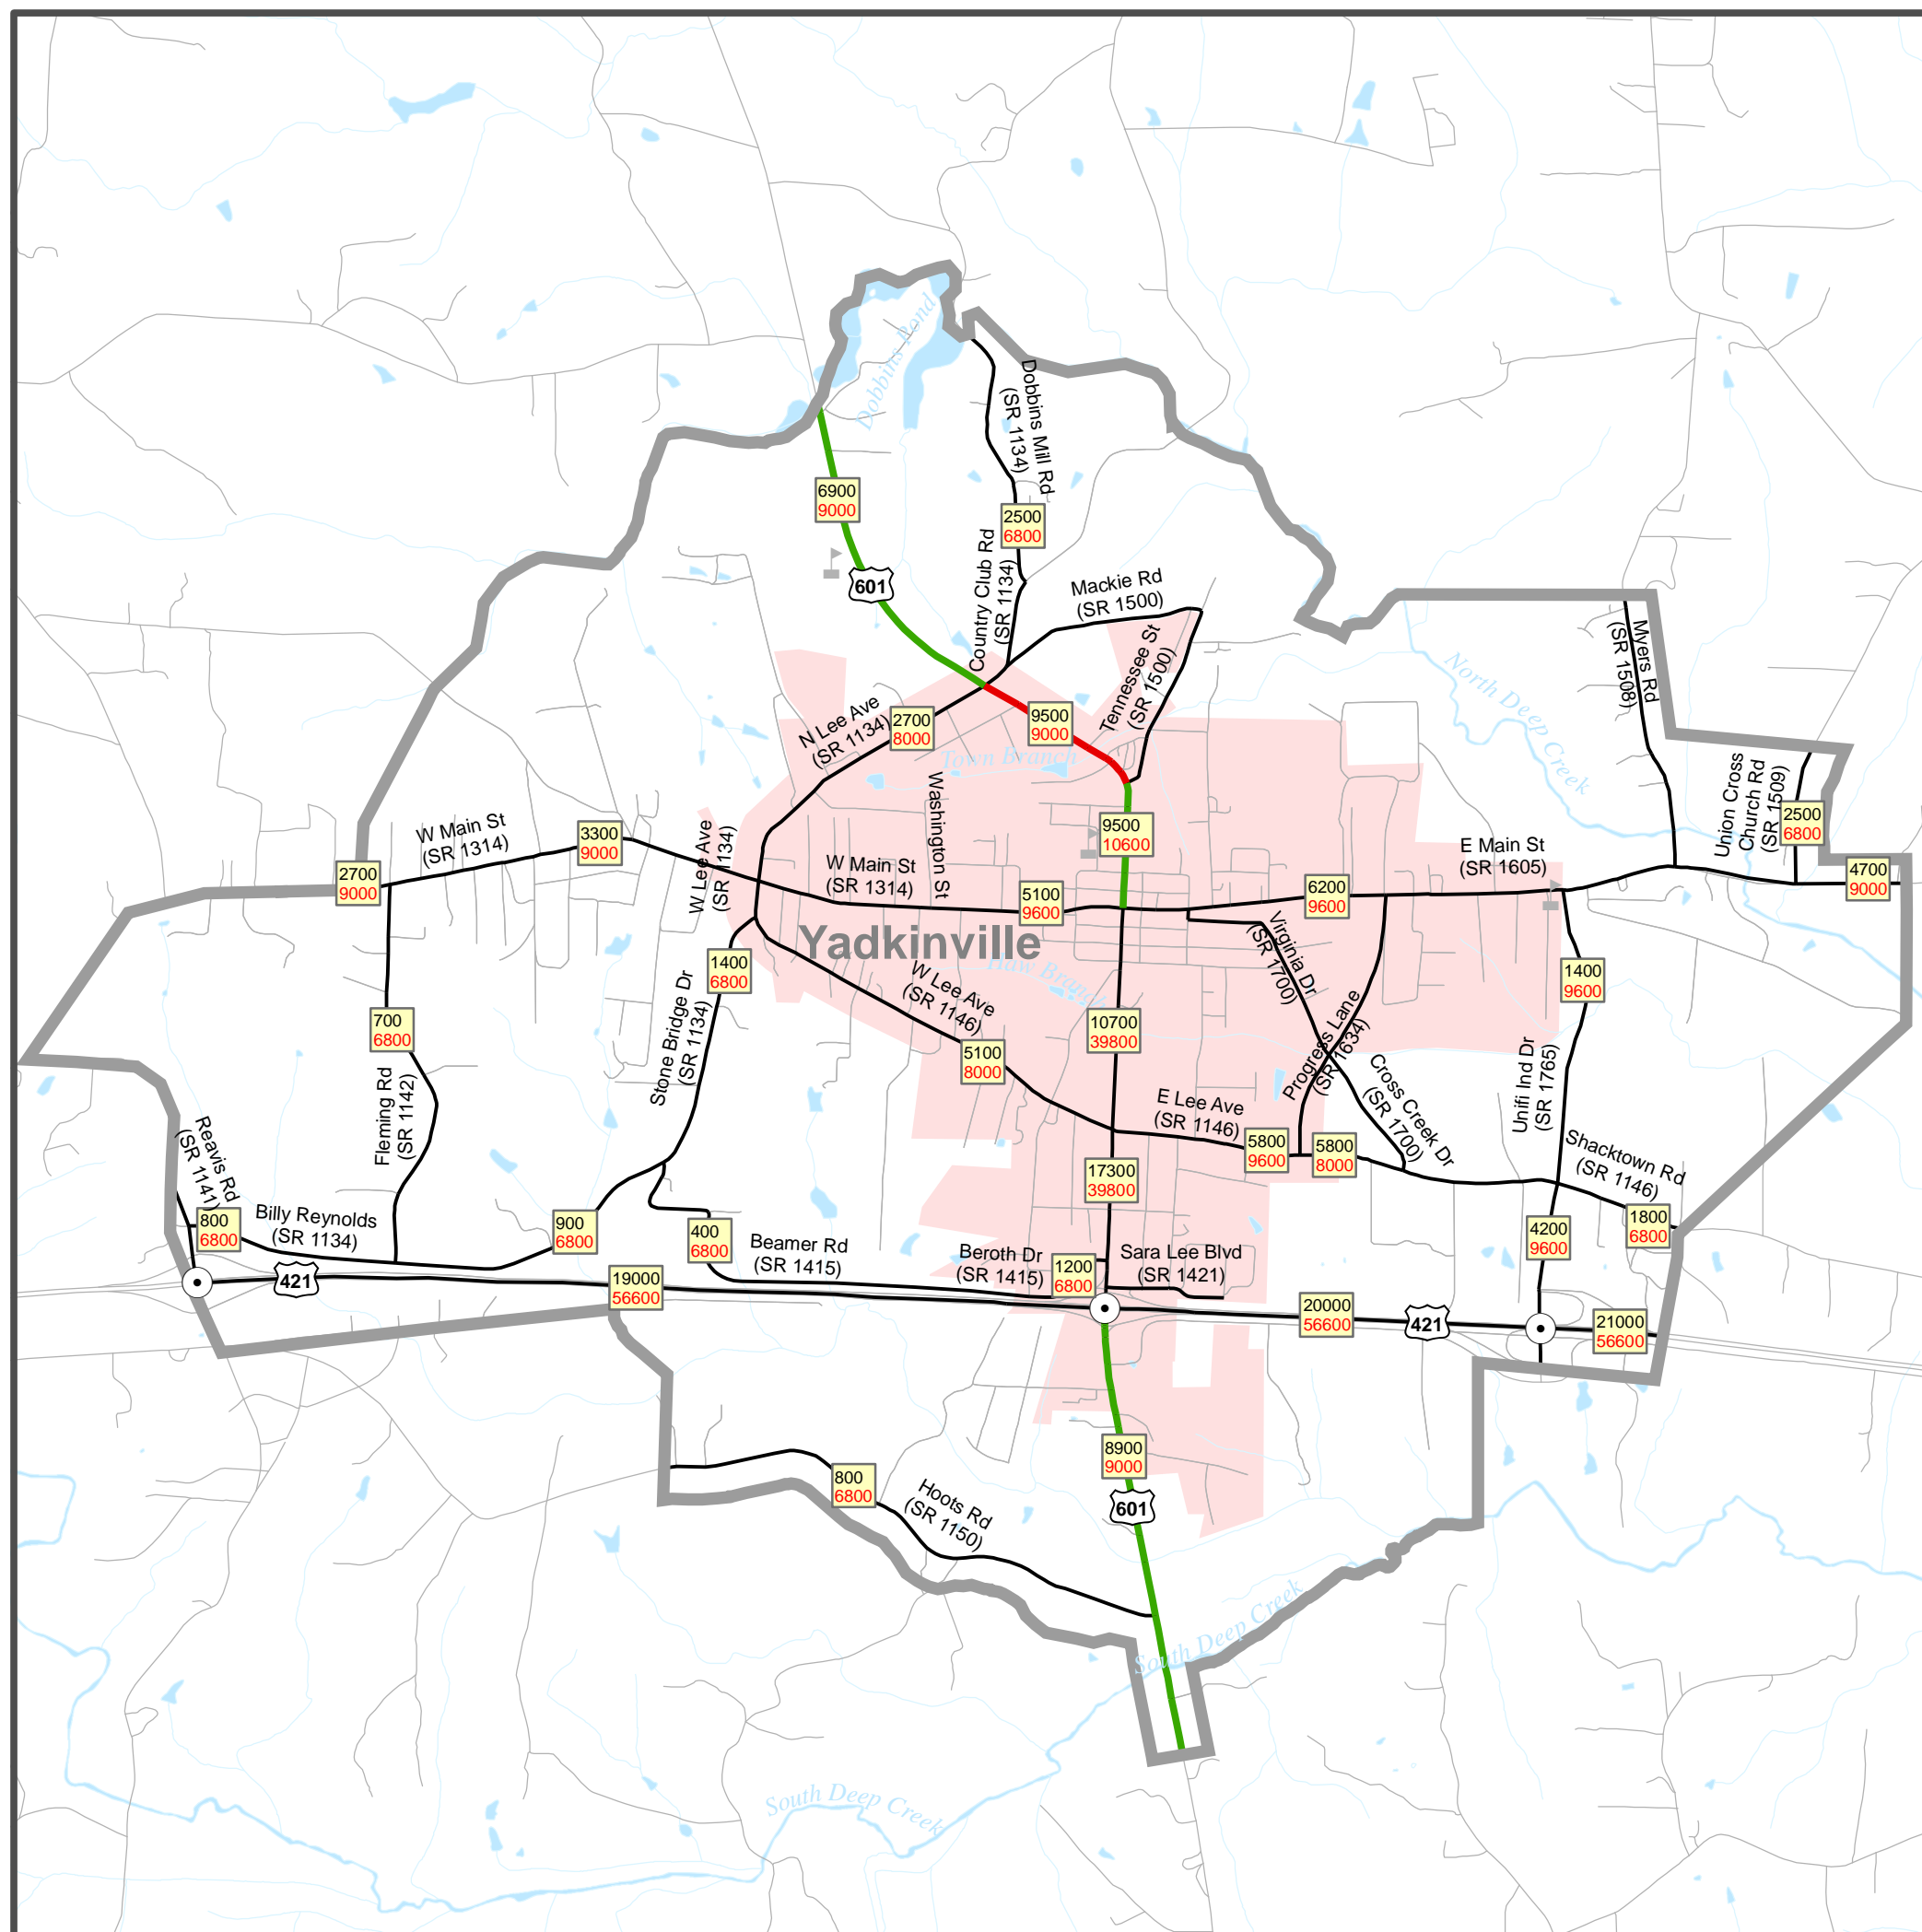 Dobbins Pond
Dobbins Mill Rd
(SR 1134)
6900
9000
2500
6800
601
Country Club Rd
(SR 1134)
Mackie Rd
(SR 1500)
Tennessee St
(SR 1500)
Myers Rd
(SR 1508)
North Deep Creek
N Lee Ave
(SR 1134)
2700
8000
9500
9000
Town Branch
Washington St
Union Cross
Church Rd
(SR 1509)
2500
6800
W Main St
(SR 1314)
3300
9000
W Lee Ave
(SR 1134)
9500
10600
E Main St
(SR 1605)
2700
9000
W Main St
(SR 1314)
5100
9600
6200
9600
4700
9000
Yadkinville
Haw Branch
Virginia Dr
(SR 1700)
1400
6800
1400
9600
Stone Bridge Dr
(SR 1134)
W Lee Ave
(SR 1146)
700
6800
10700
39800
Progress Lane
(SR 1634)
5100
8000
Fleming Rd
(SR 1142)
Cross Creek Dr
(SR 1700)
Unifi Ind Dr
(SR 1765)
E Lee Ave
(SR 1146)
5800
9600
5800
8000
Shacktown Rd
(SR 1146)
Reavis Rd
(SR 1141)
17300
39800
800
6800
Billy Reynolds
(SR 1134)
900
6800
400
6800
Beamer Rd
(SR 1415)
Beroth Dr
(SR 1415)
1200
6800
Sara Lee Blvd
(SR 1421)
4200
9600
1800
6800
421
19000
56600
20000
56600
421
21000
56600
8900
9000
800
6800
Hoots Rd
(SR 1150)
601
South Deep Creek
South Deep Creek